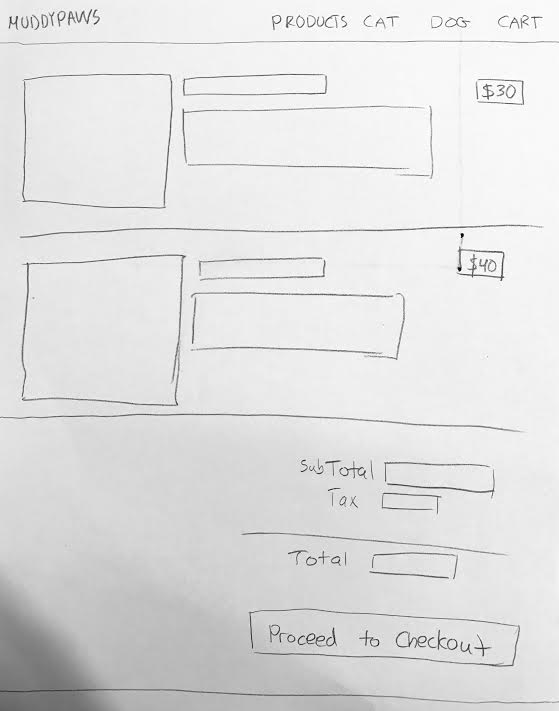 MUDDYPAWS PRODUCTS CAT DOG CART
$30
$40
SubTotal
Tax
Total
Proceed to Checkout